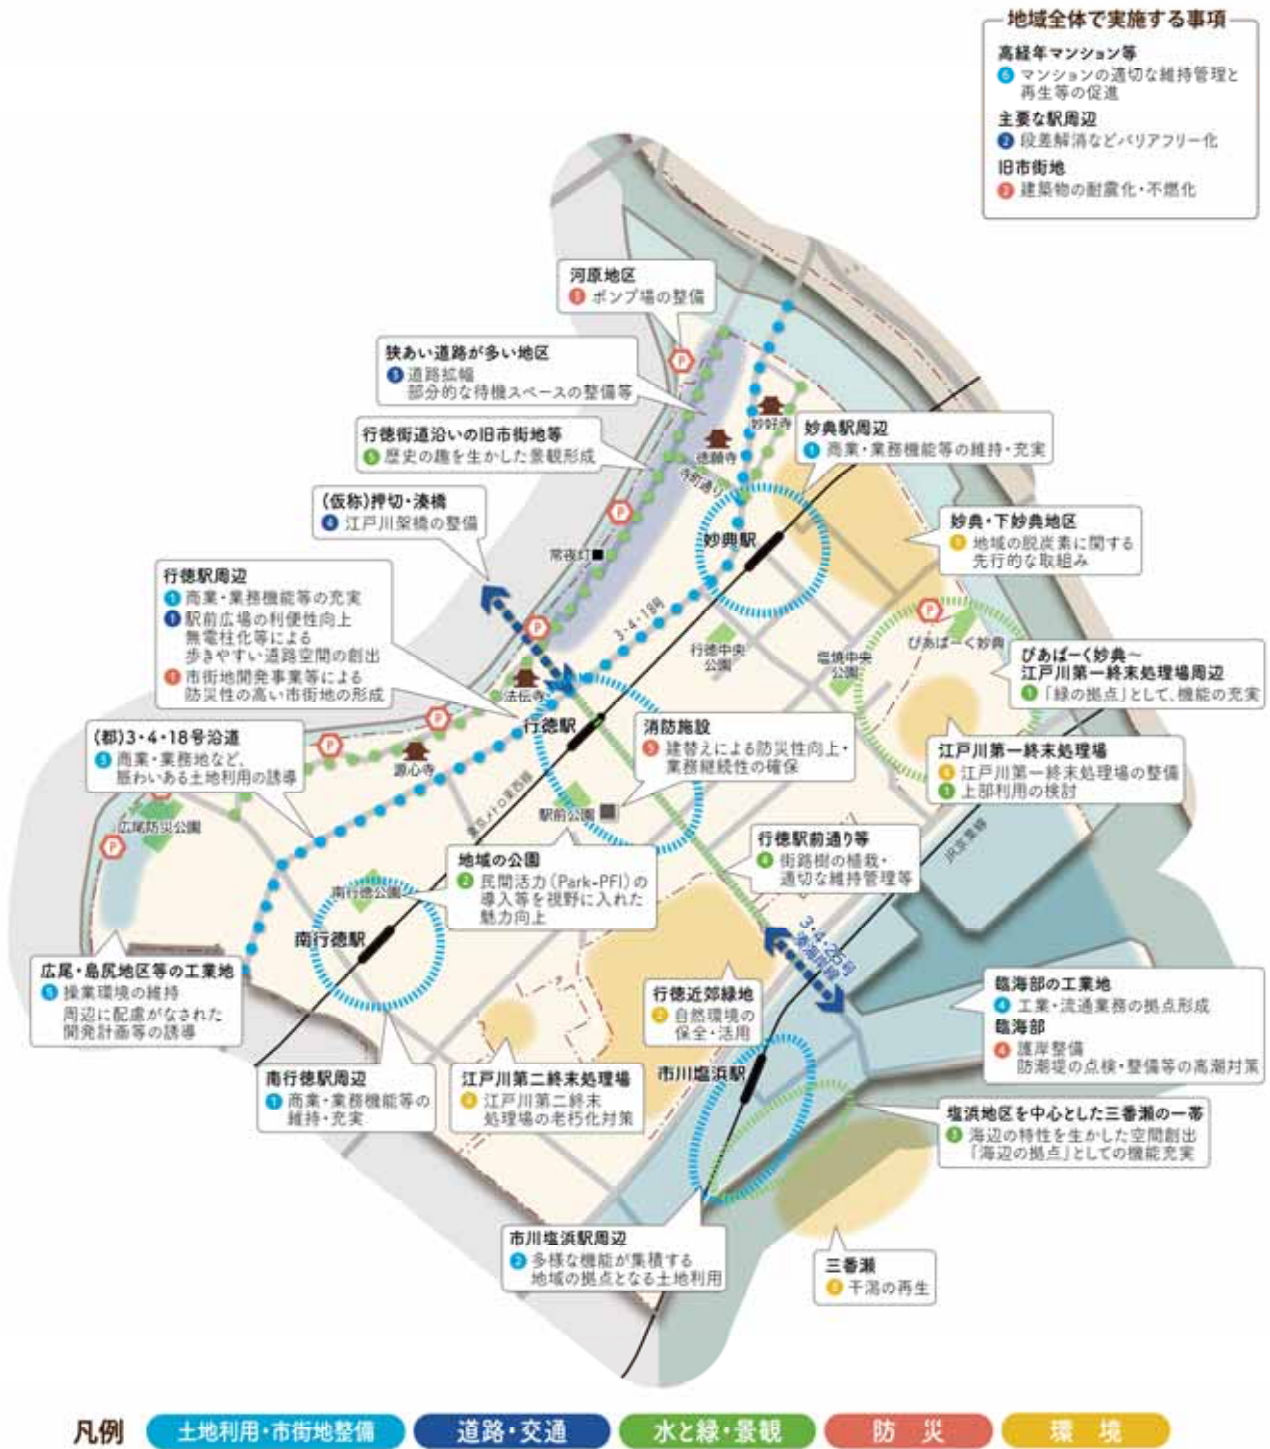 地域全体で実施する事項
高経年マンション等
6 マンションの適切な維持管理と
再生等の促進
主要な駅周辺
2 段差解消などバリアフリー化
旧市街地
2 建築物の耐震化・不燃化
河原地区
3 ポンプ場の整備
P
狭あい道路が多い地区
3 道路拡幅
部分的な待機スペースの整備等
行徳街道沿いの旧市街地等
5 歴史の趣を生かした景観形成
妙好寺
徳願寺
寺町通り
妙典駅周辺
1 商業・業務機能等の維持・充実
(仮称)押切・湊橋
4 江戸川架橋の整備
P
常夜灯
妙典駅
妙典・下妙典地区
地域の脱炭素に関する
先行的な取組み
行徳駅周辺
1 商業・業務機能等の充実
1 駅前広場の利便性向上
無電柱化等による
歩きやすい道路空間の創出
1 市街地開発事業等による
防災性の高い市街地の形成
P
3・4・18号
行徳中央
公園
塩焼中央
公園
P
ぴあぱーく妙典
ぴあぱーく妙典～
江戸川第一終末処理場周辺
1 「緑の拠点」として、機能の充実
法伝寺
行徳駅
P
P
源心寺
(都)3・4・18号沿道
3 商業・業務地など、
賑わいある土地利用の誘導
消防施設
5 建替えによる防災性向上・
業務継続性の確保
江戸川第一終末処理場
4 江戸川第一終末処理場の整備
1 上部利用の検討
東京メトロ東西線
駅前公園
広尾防災公園
P
JR京葉線
行徳駅前通り等
4 街路樹の植栽・
適切な維持管理等
地域の公園
2 民間活力(Park-PFI)の
導入等を視野に入れた
魅力向上
南行徳公園
南行徳駅
3・4・26号
東海岸線
広尾・島尻地区等の工業地
5 操業環境の維持
周辺に配慮がなされた
開発計画等の誘導
行徳近郊緑地
2 自然環境の
保全・活用
臨海部の工業地
4 工業・流通業務の拠点形成
臨海部
4 護岸整備
防潮堤の点検・整備等の高潮対策
南行徳駅周辺
1 商業・業務機能等の
維持・充実
江戸川第二終末処理場
4 江戸川第二終末
処理場の老朽化対策
市川塩浜駅
塩浜地区を中心とした三番瀬の一帯
3 海辺の特性を生かした空間創出
「海辺の拠点」としての機能充実
市川塩浜駅周辺
2 多様な機能が集積する
地域の拠点となる土地利用
三番瀬
干潟の再生
凡例
土地利用・市街地整備
道路・交通
水と緑・景観
防 災
環 境